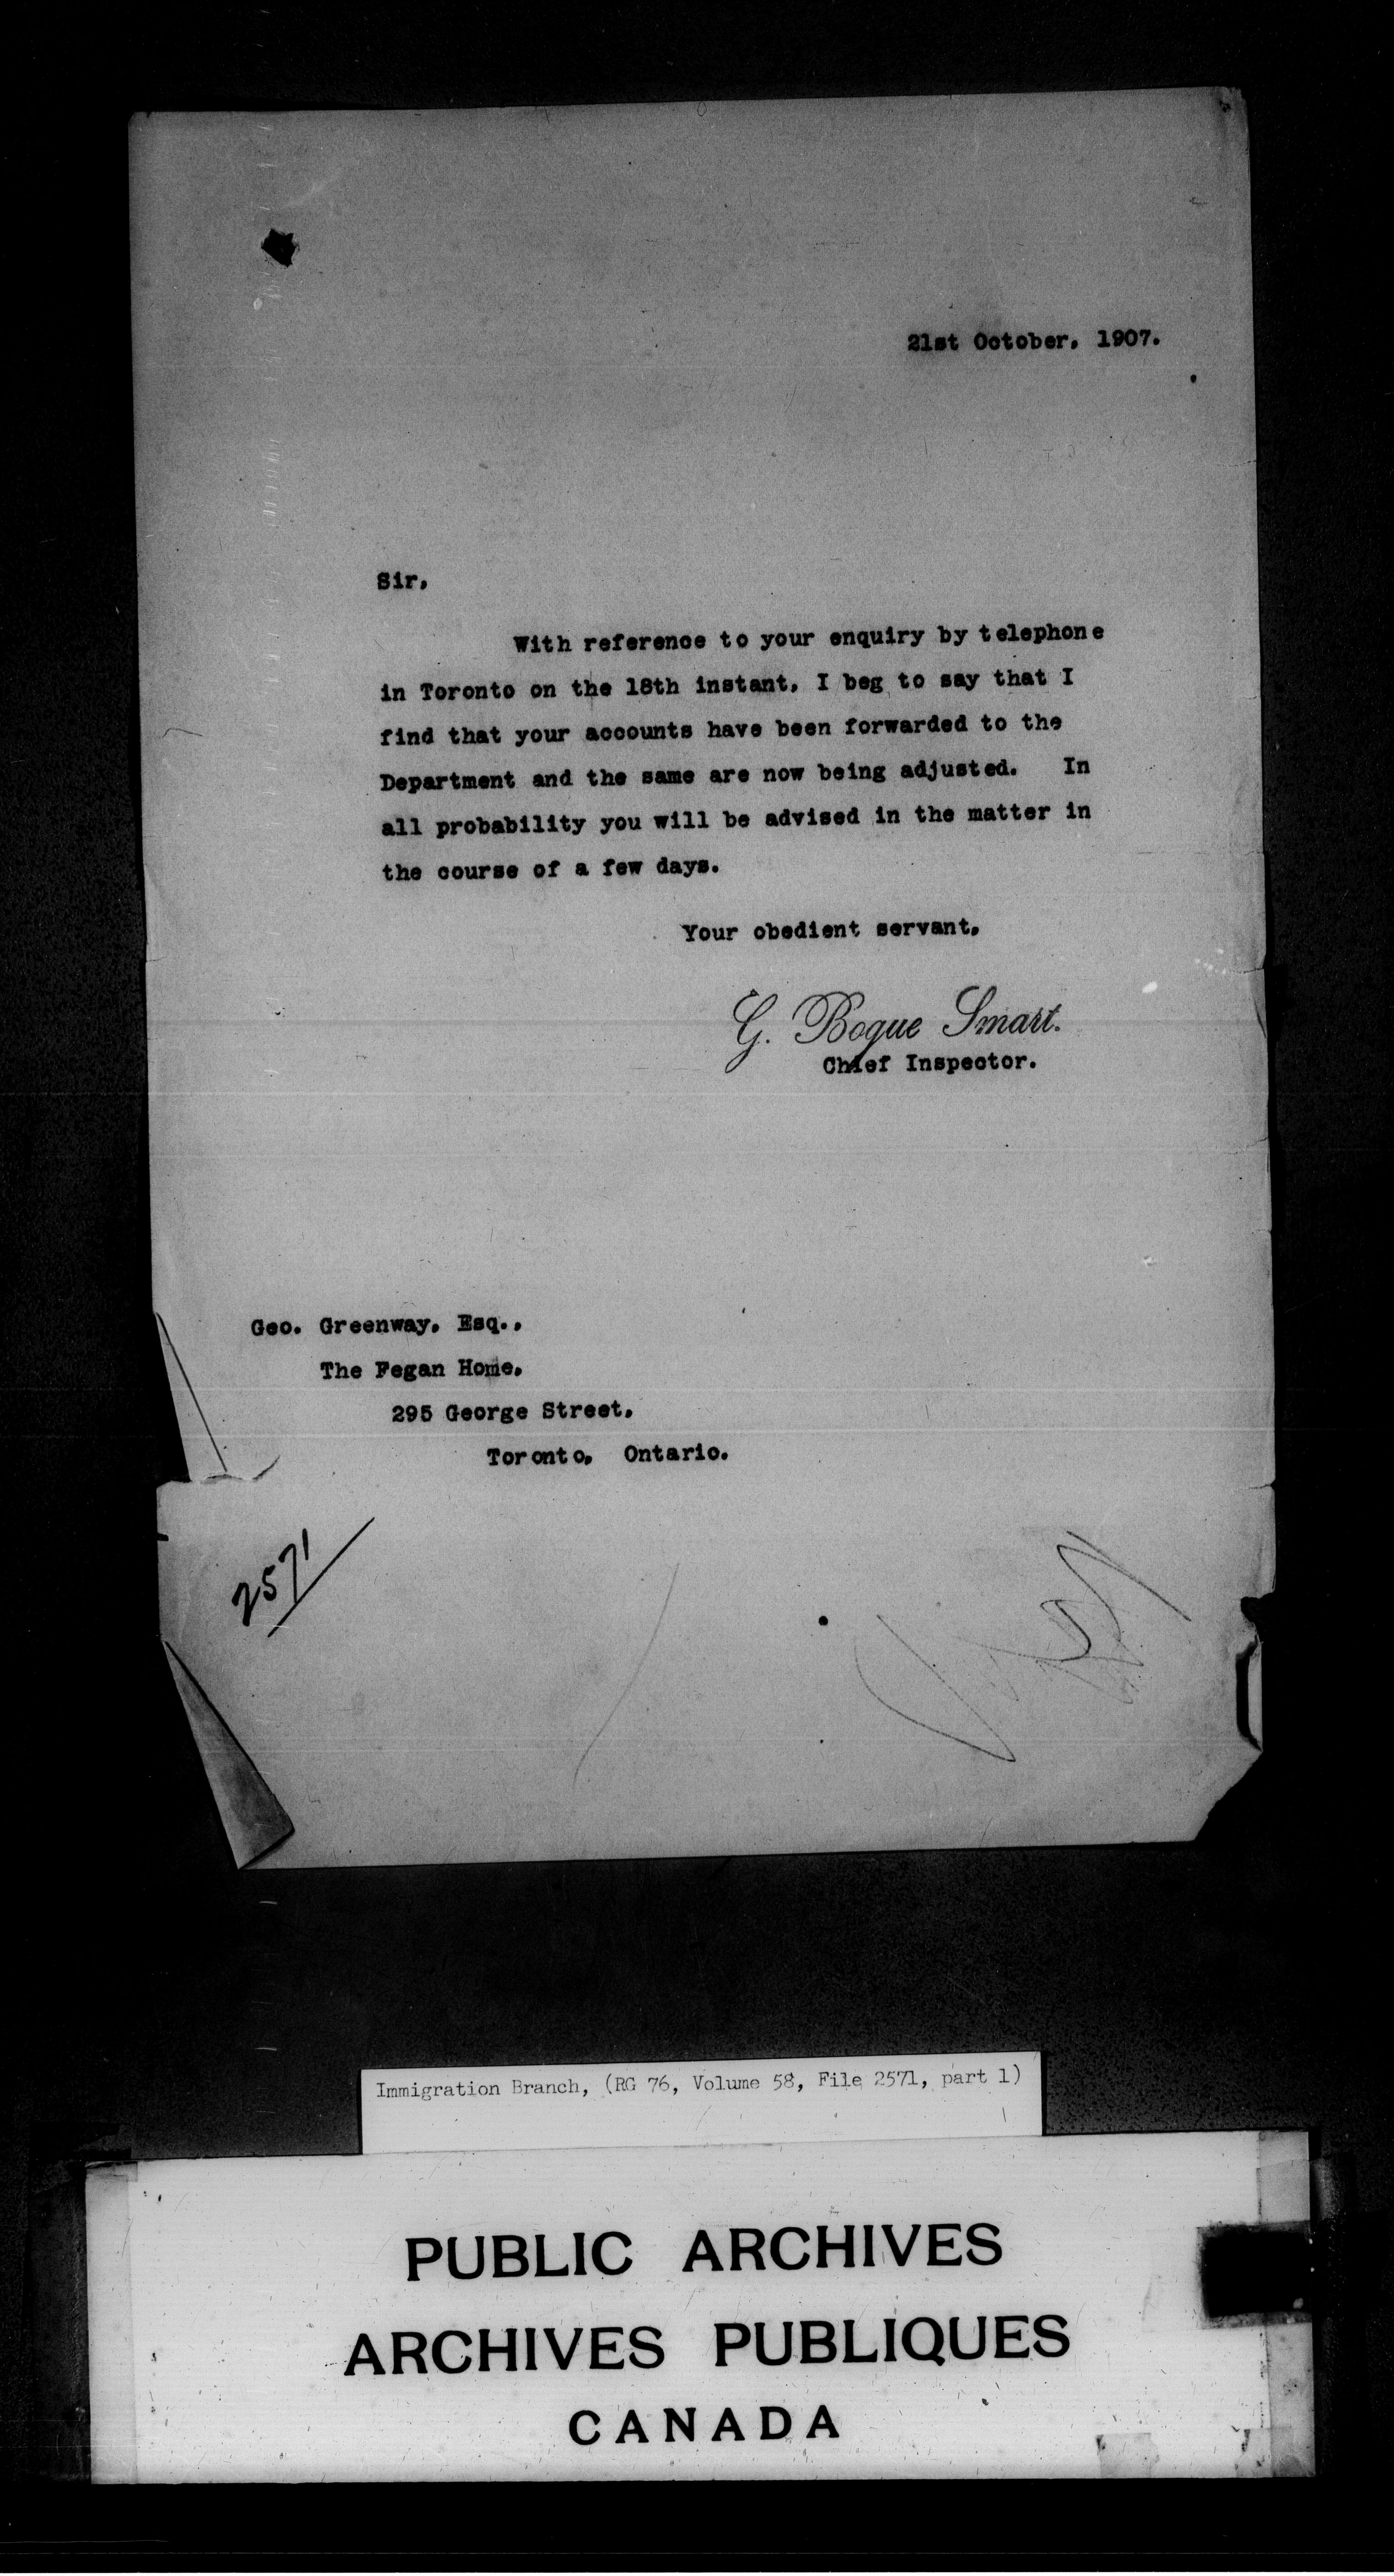 21st October, 1907.
Sir,
With reference to your enquiry by telephone
in Toronto on the 18th instant, I beg to say that I
find that your accounts have been forwarded to the
Department and the same are now being adjusted. In
all probability you will be advised in the matter in
the course of a few days.
Your obedient servant,
G. Bogue Smart.
Chief Inspector.
Geo. Greenway, Esq.,
The Fegan Home,
295 George Street,
Toronto, Ontario.
2571
Immigration Branch, (RG 76, Volume 58, File 2571, part 1)
PUBLIC ARCHIVES
ARCHIVES PUBLIQUES
CANADA